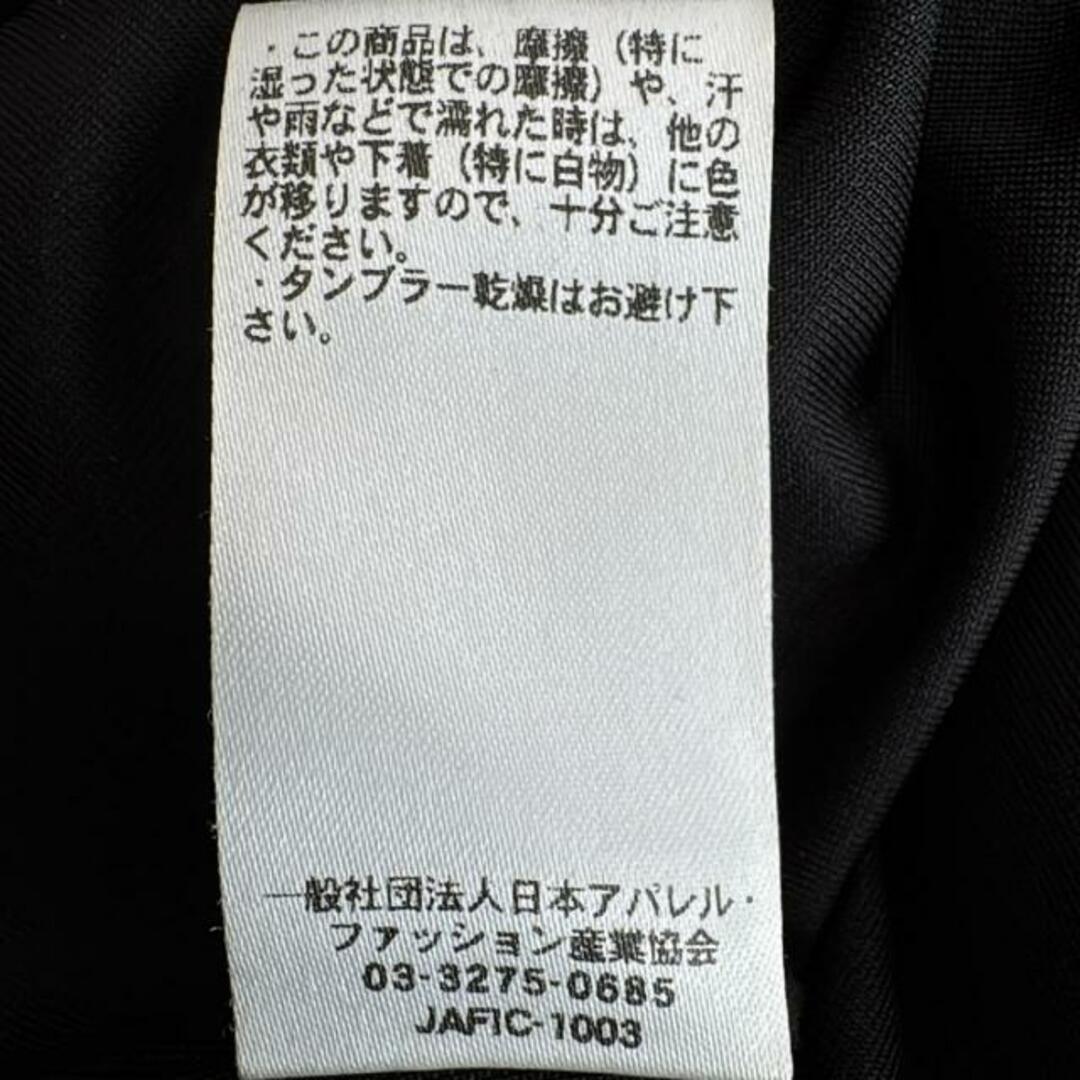 ・この商品は、摩擦（特に
湿った状態での摩擦）や、汗
や雨などで濡れた時は、他の
衣類や下着（特に白物）に色
が移りますので、十分ご注意
ください。
・タンブラー乾燥はお避け下
さい。
一般社団法人日本アパレル・
ファッション産業協会
03-3275-0685
JAFIC-1003